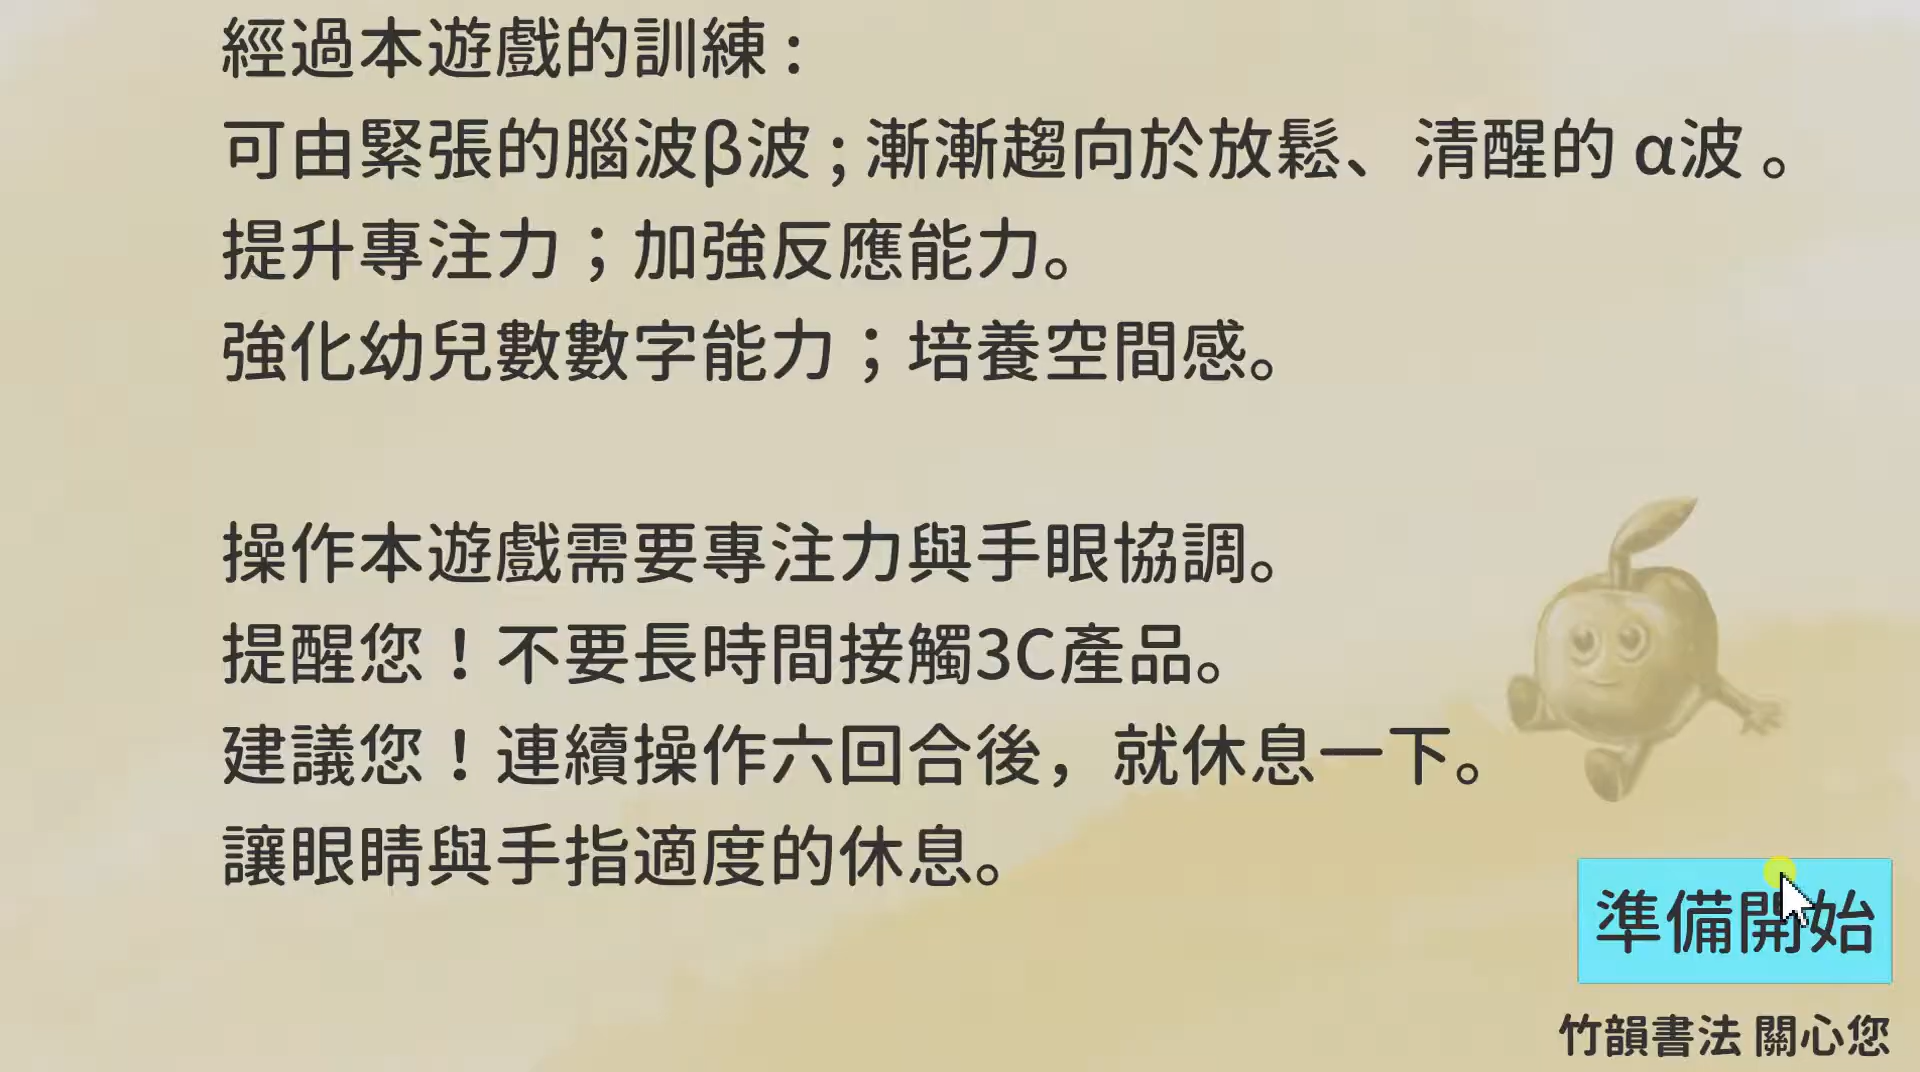 經過本遊戲的訓練：
可由緊張的腦波β波；漸漸趨向於放鬆、清醒的 α波 。
提升專注力；加強反應能力。
強化幼兒數數字能力；培養空間感。
操作本遊戲需要專注力與手眼協調。
提醒您！不要長時間接觸3C產品。
建議您！連續操作六回合後，就休息一下。
讓眼睛與手指適度的休息。
準備開始
竹韻書法 關心您